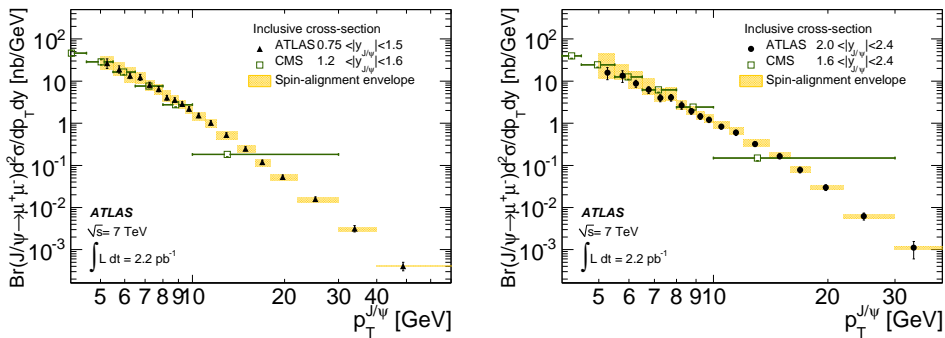 Br(J/ψ→μ⁺μ⁻)d²σ/dp_T dy [nb/GeV]
10²
10
1
10⁻¹
10⁻²
10⁻³
Inclusive cross-section
ATLAS 0.75 <|y_J/ψ|<1.5
CMS 1.2 <|y_J/ψ|<1.6
Spin-alignment envelope
ATLAS
√s= 7 TeV
∫L dt = 2.2 pb⁻¹
5 6 7 8 910 20 30 40
p_T^J/ψ [GeV]
Br(J/ψ→μ⁺μ⁻)d²σ/dp_T dy [nb/GeV]
10²
10
1
10⁻¹
10⁻²
10⁻³
Inclusive cross-section
ATLAS 2.0 <|y_J/ψ|<2.4
CMS 1.6 <|y_J/ψ|<2.4
Spin-alignment envelope
ATLAS
√s= 7 TeV
∫L dt = 2.2 pb⁻¹
5 6 7 8 910 20 30
p_T^J/ψ [GeV]